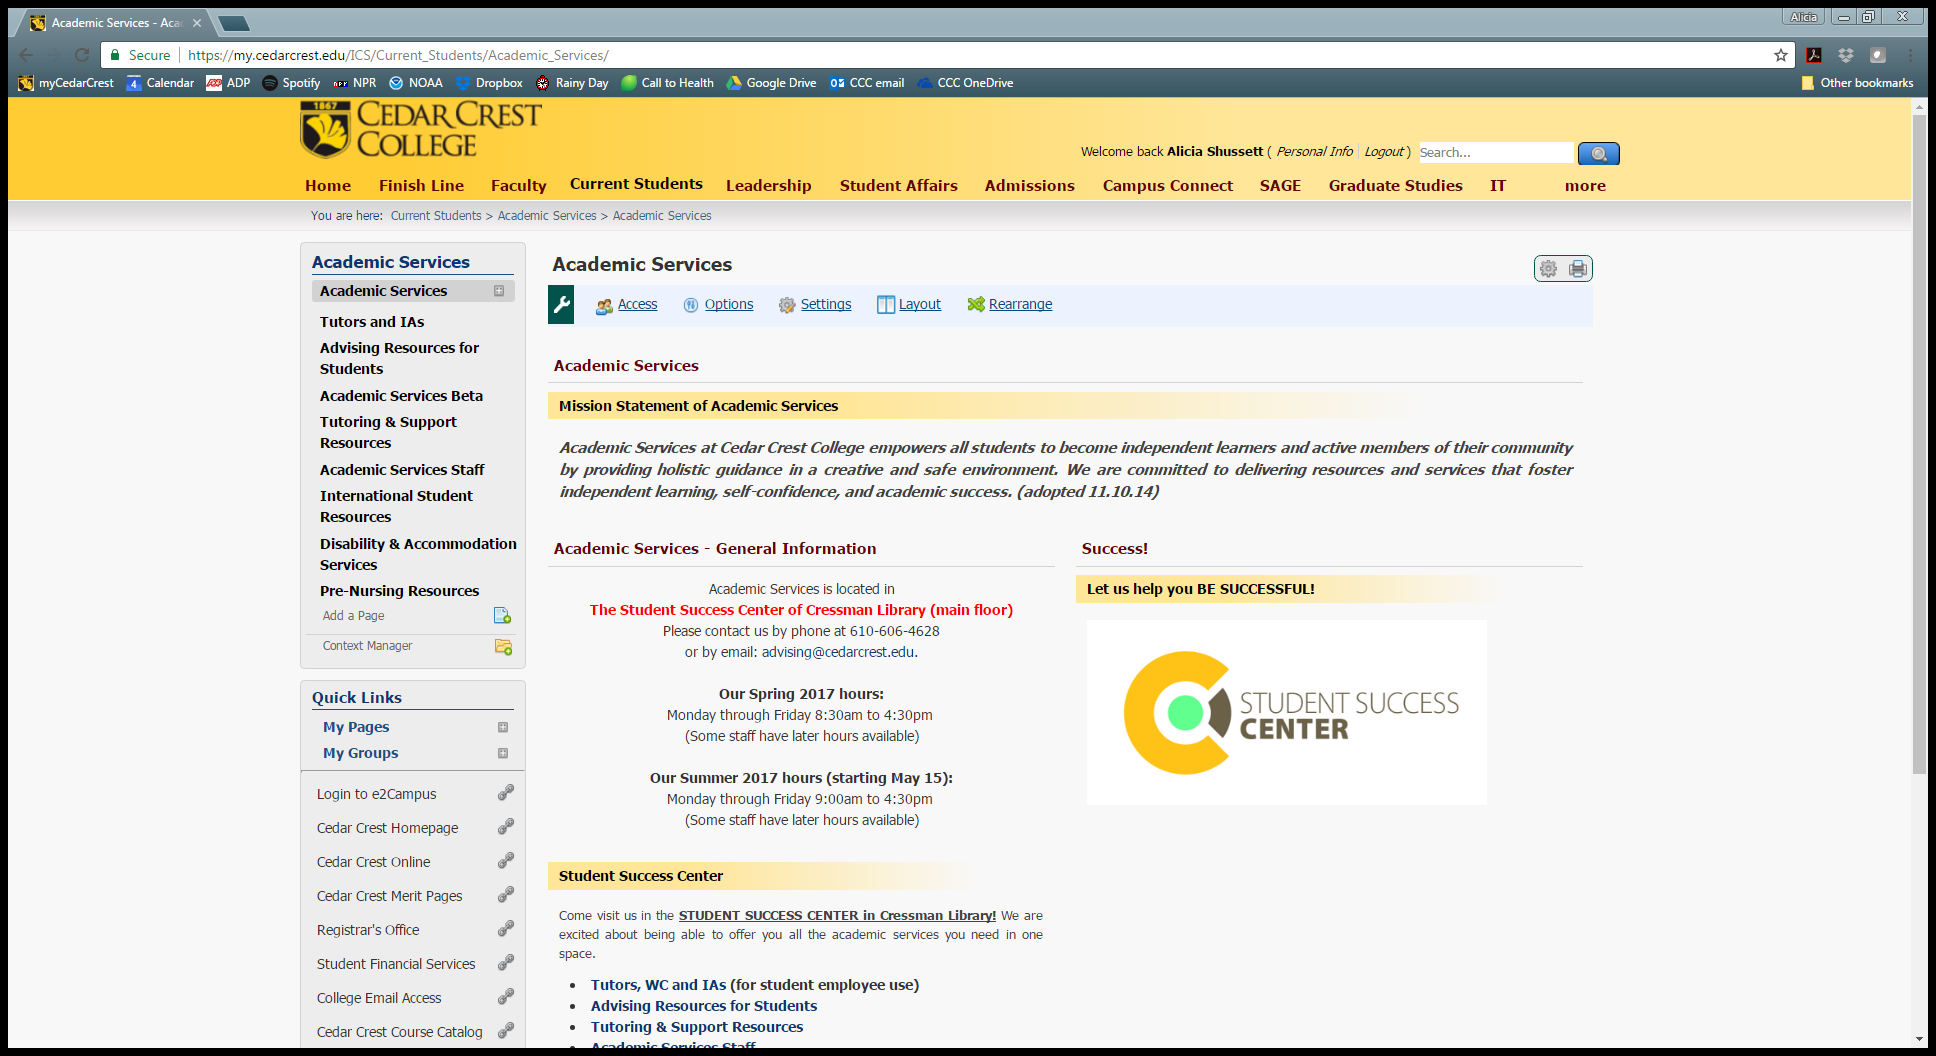 Academic Services - Aca
Alicia
Secure
https://my.cedarcrest.edu/ICS/Current_Students/Academic_Services/
myCedarCrest
4 Calendar
ADP
Spotify
npr NPR
NOAA
Dropbox
Rainy Day
Call to Health
Google Drive
CCC email
CCC OneDrive
Other bookmarks
1867
CEDAR CREST
COLLEGE
Welcome back Alicia Shussett ( Personal Info | Logout )
Search...
Home Finish Line Faculty Current Students Leadership Student Affairs Admissions Campus Connect SAGE Graduate Studies IT more
You are here: Current Students > Academic Services > Academic Services
Academic Services
Academic Services
Tutors and IAs
Advising Resources for
Students
Academic Services Beta
Tutoring & Support
Resources
Academic Services Staff
International Student
Resources
Disability & Accommodation
Services
Pre-Nursing Resources
Add a Page
Context Manager
Quick Links
My Pages
My Groups
Login to e2Campus
Cedar Crest Homepage
Cedar Crest Online
Cedar Crest Merit Pages
Registrar's Office
Student Financial Services
College Email Access
Cedar Crest Course Catalog
Academic Services
Access Options Settings Layout Rearrange
Academic Services
Mission Statement of Academic Services
Academic Services at Cedar Crest College empowers all students to become independent learners and active members of their community
by providing holistic guidance in a creative and safe environment. We are committed to delivering resources and services that foster
independent learning, self-confidence, and academic success. (adopted 11.10.14)
Academic Services - General Information
Academic Services is located in
The Student Success Center of Cressman Library (main floor)
Please contact us by phone at 610-606-4628
or by email: advising@cedarcrest.edu.
Our Spring 2017 hours:
Monday through Friday 8:30am to 4:30pm
(Some staff have later hours available)
Our Summer 2017 hours (starting May 15):
Monday through Friday 9:00am to 4:30pm
(Some staff have later hours available)
Student Success Center
Come visit us in the STUDENT SUCCESS CENTER in Cressman Library! We are
excited about being able to offer you all the academic services you need in one
space.
• Tutors, WC and IAs (for student employee use)
• Advising Resources for Students
• Tutoring & Support Resources
• Academic Services Staff
Success!
Let us help you BE SUCCESSFUL!
STUDENT SUCCESS
CENTER